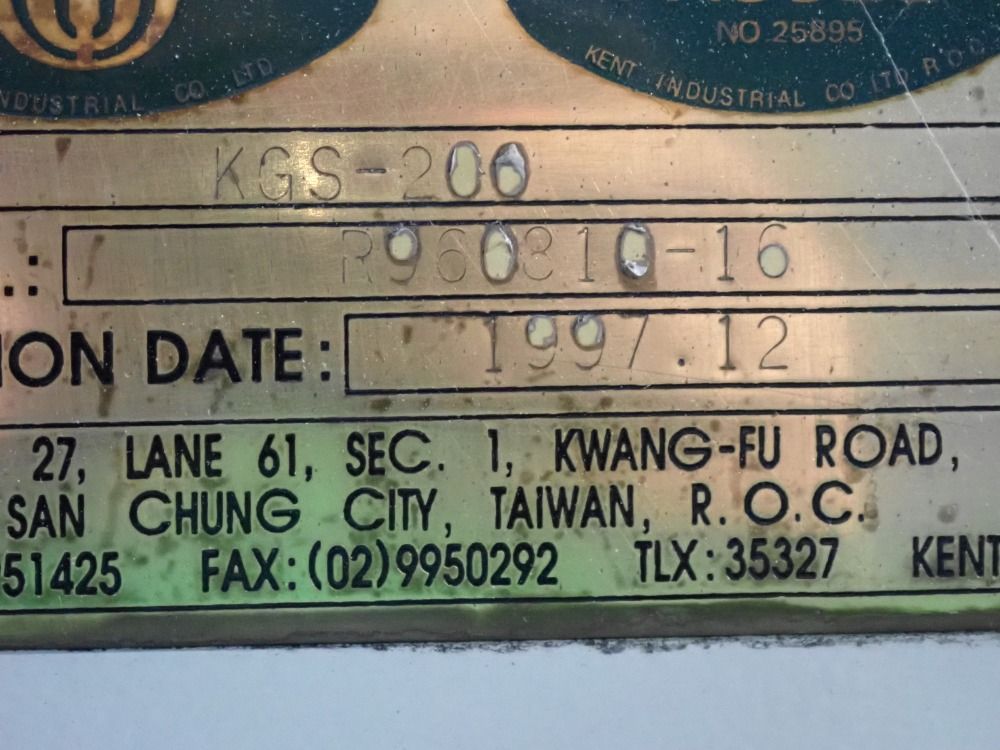 NO 25895
INDUSTRIAL CO LTD
KENT INDUSTRIAL CO LTD R O C
KGS-200
.: R960810-16
ION DATE: 1997.12
27, LANE 61, SEC. 1, KWANG-FU ROAD,
SAN CHUNG CITY, TAIWAN, R.O.C.
51425 FAX:(02)9950292 TLX:35327 KENT